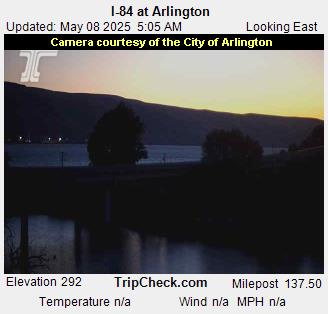 I-84 at Arlington
Updated: May 08 2025 5:05 AM Looking East
Camera courtesy of the City of Arlington
Elevation 292 TripCheck.com Milepost 137.50
Temperature n/a Wind n/a MPH n/a